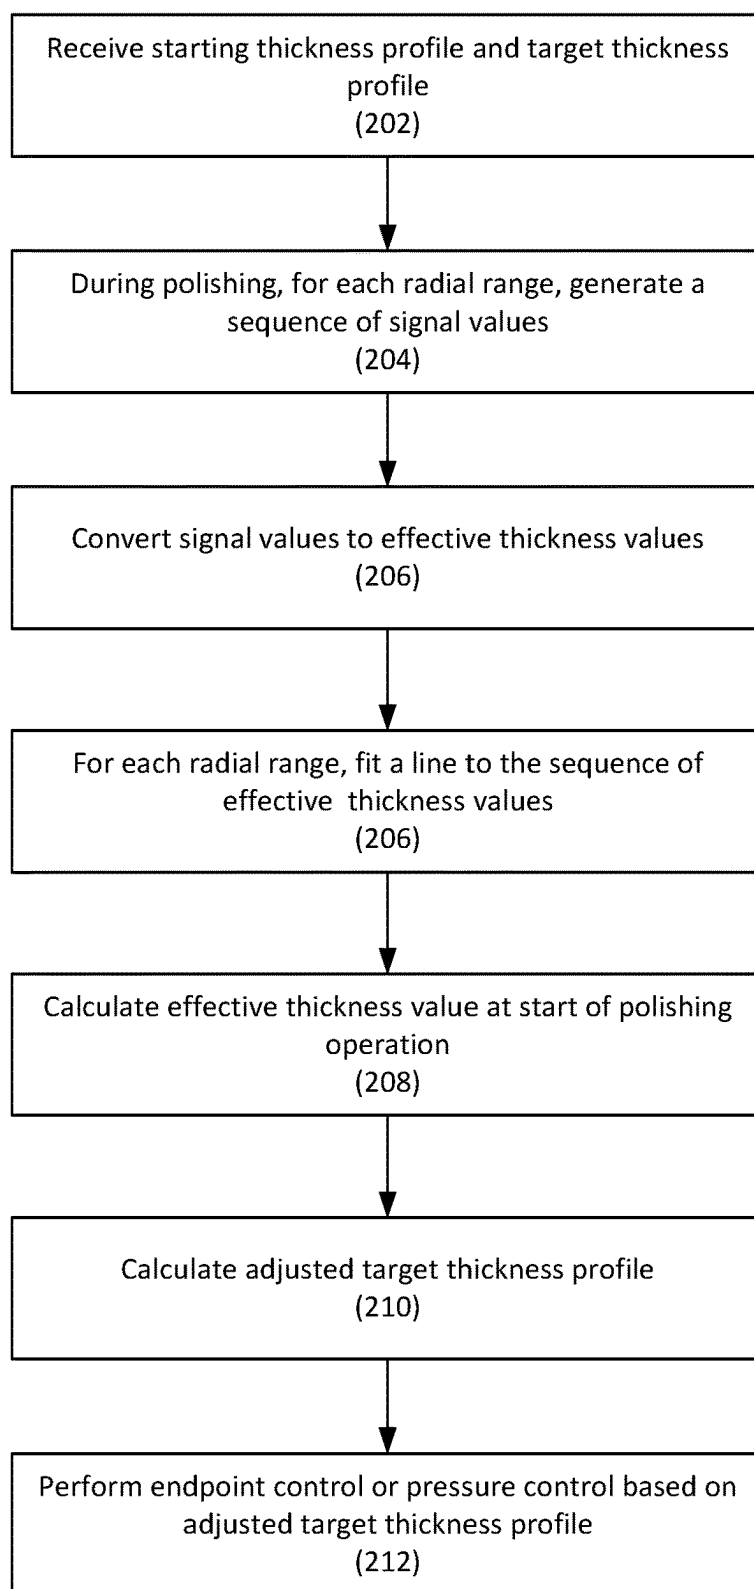 Receive starting thickness profile and target thickness
profile
(202)
During polishing, for each radial range, generate a
sequence of signal values
(204)
Convert signal values to effective thickness values
(206)
For each radial range, fit a line to the sequence of
effective  thickness values
(206)
Calculate effective thickness value at start of polishing
operation
(208)
Calculate adjusted target thickness profile
(210)
Perform endpoint control or pressure control based on
adjusted target thickness profile
(212)